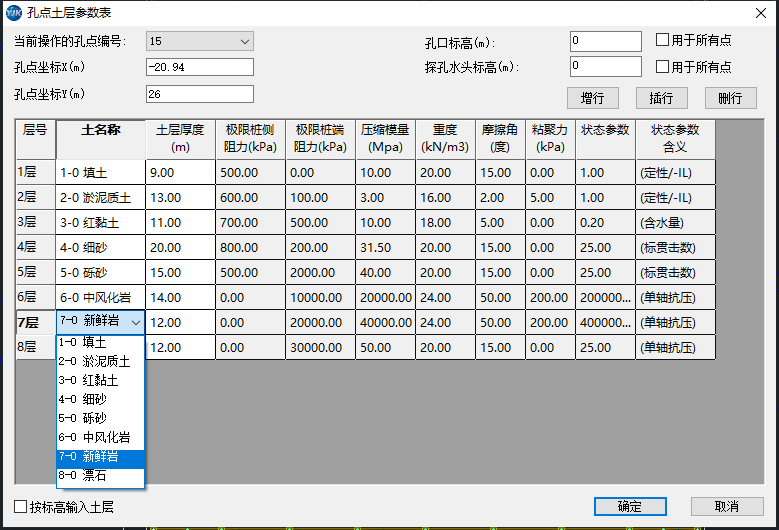 YJK 孔点土层参数表
当前操作的孔点编号: 15 孔口标高(m): 0 用于所有点
孔点坐标X(m) -20.94 探孔水头标高(m): 0 用于所有点
孔点坐标Y(m) 26
增行 插行 删行
层号 土名称 土层厚度(m) 极限桩侧阻力(kPa) 极限桩端阻力(kPa) 压缩模量(Mpa) 重度(kN/m3) 摩擦角(度) 粘聚力(kPa) 状态参数 状态参数含义
1层 1-0 填土 9.00 500.00 0.00 10.00 20.00 15.00 0.00 1.00 (定性/-IL)
2层 2-0 淤泥质土 13.00 600.00 100.00 3.00 16.00 2.00 5.00 1.00 (定性/-IL)
3层 3-0 红黏土 11.00 700.00 500.00 10.00 18.00 5.00 0.00 0.20 (含水量)
4层 4-0 细砂 20.00 800.00 200.00 31.50 20.00 15.00 0.00 25.00 (标贯击数)
5层 5-0 砾砂 15.00 500.00 2000.00 40.00 20.00 15.00 0.00 25.00 (标贯击数)
6层 6-0 中风化岩 14.00 0.00 10000.00 20000.00 24.00 50.00 200.00 200000... (单轴抗压)
7层 7-0 新鲜岩 12.00 0.00 20000.00 40000.00 24.00 50.00 200.00 400000... (单轴抗压)
8层 12.00 0.00 30000.00 50.00 20.00 15.00 0.00 25.00 (单轴抗压)
1-0 填土
2-0 淤泥质土
3-0 红黏土
4-0 细砂
5-0 砾砂
6-0 中风化岩
7-0 新鲜岩
8-0 漂石
按标高输入土层
确定 取消